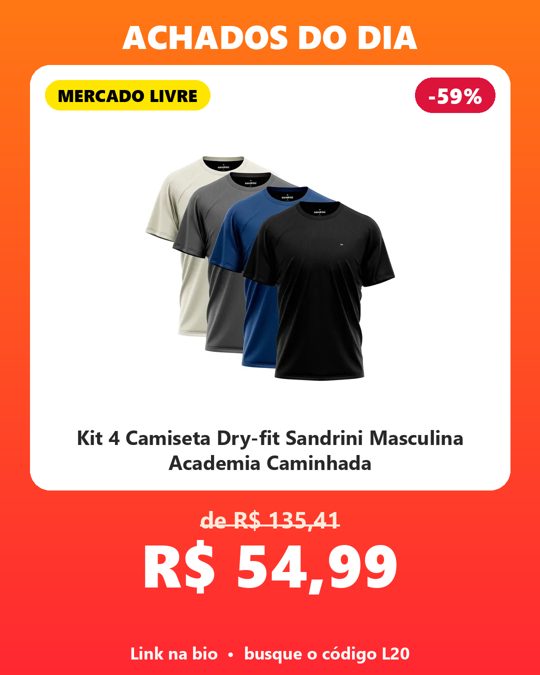 ACHADOS DO DIA
MERCADO LIVRE
-59%
Kit 4 Camiseta Dry-fit Sandrini Masculina
Academia Caminhada
de R$ 135,41
R$ 54,99
Link na bio • busque o código L20